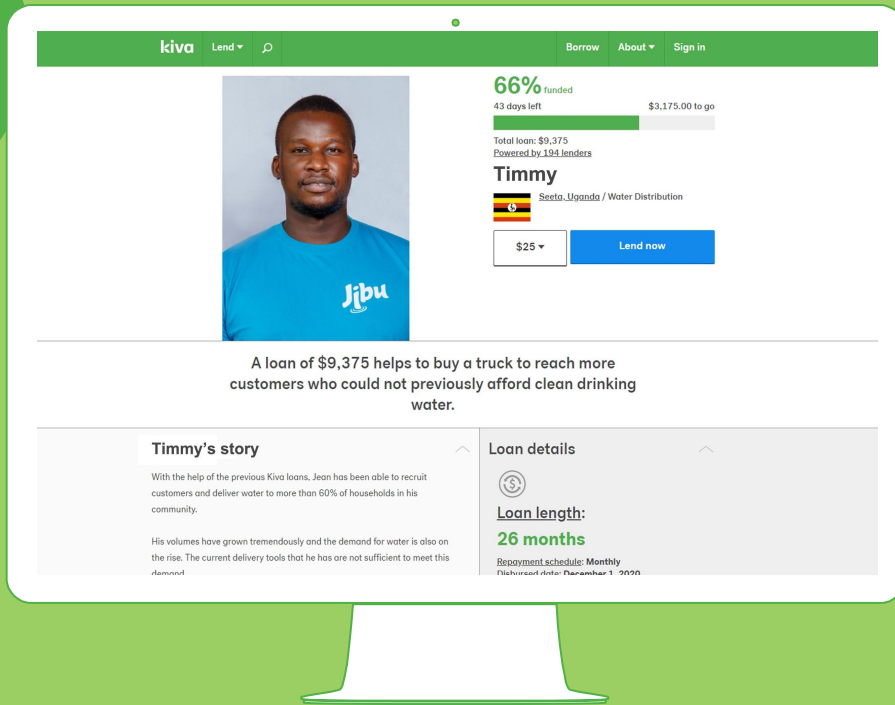 kiva Lend Borrow About Sign in
66% funded
43 days left $3,175.00 to go
Total loan: $9,375
Powered by 194 lenders
Timmy
Seeta, Uganda / Water Distribution
$25 Lend now
Jibu
A loan of $9,375 helps to buy a truck to reach more
customers who could not previously afford clean drinking
water.
Timmy's story
With the help of the previous Kiva loans, Jean has been able to recruit
customers and deliver water to more than 60% of households in his
community.
His volumes have grown tremendously and the demand for water is also on
the rise. The current delivery tools that he has are not sufficient to meet this
demand
Loan details
Loan length:
26 months
Repayment schedule: Monthly
Disbursed date: December 1, 2020